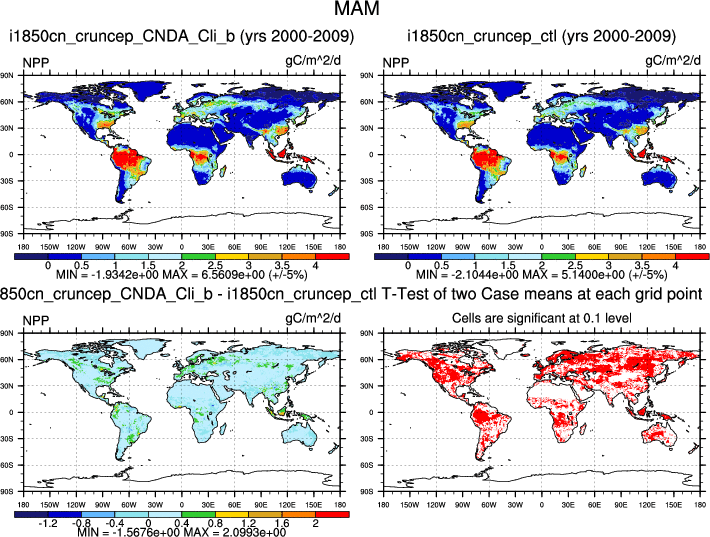 MAM
i1850cn_cruncep_CNDA_Cli_b (yrs 2000-2009)
NPP gC/m^2/d
90N
60N
30N
0
30S
60S
90S
180 150W 120W 90W 60W 30W 0 30E 60E 90E 120E 150E 180
0 0.5 1 1.5 2 2.5 3 3.5 4
MIN = -1.9342e+00 MAX = 6.5609e+00 (+/-5%)
i1850cn_cruncep_ctl (yrs 2000-2009)
NPP gC/m^2/d
90N
60N
30N
0
30S
60S
90S
180 150W 120W 90W 60W 30W 0 30E 60E 90E 120E 150E 180
0 0.5 1 1.5 2 2.5 3 3.5 4
MIN = -2.1044e+00 MAX = 5.1400e+00 (+/-5%)
850cn_cruncep_CNDA_Cli_b - i1850cn_cruncep_ctl
NPP gC/m^2/d
90N
60N
30N
0
30S
60S
90S
180 150W 120W 90W 60W 30W 0 30E 60E 90E 120E 150E 180
-1.2 -0.8 -0.4 0 0.4 0.8 1.2 1.6 2
MIN = -1.5676e+00 MAX = 2.0993e+00
T-Test of two Case means at each grid point
Cells are significant at 0.1 level
90N
60N
30N
0
30S
60S
90S
180 150W 120W 90W 60W 30W 0 30E 60E 90E 120E 150E 180